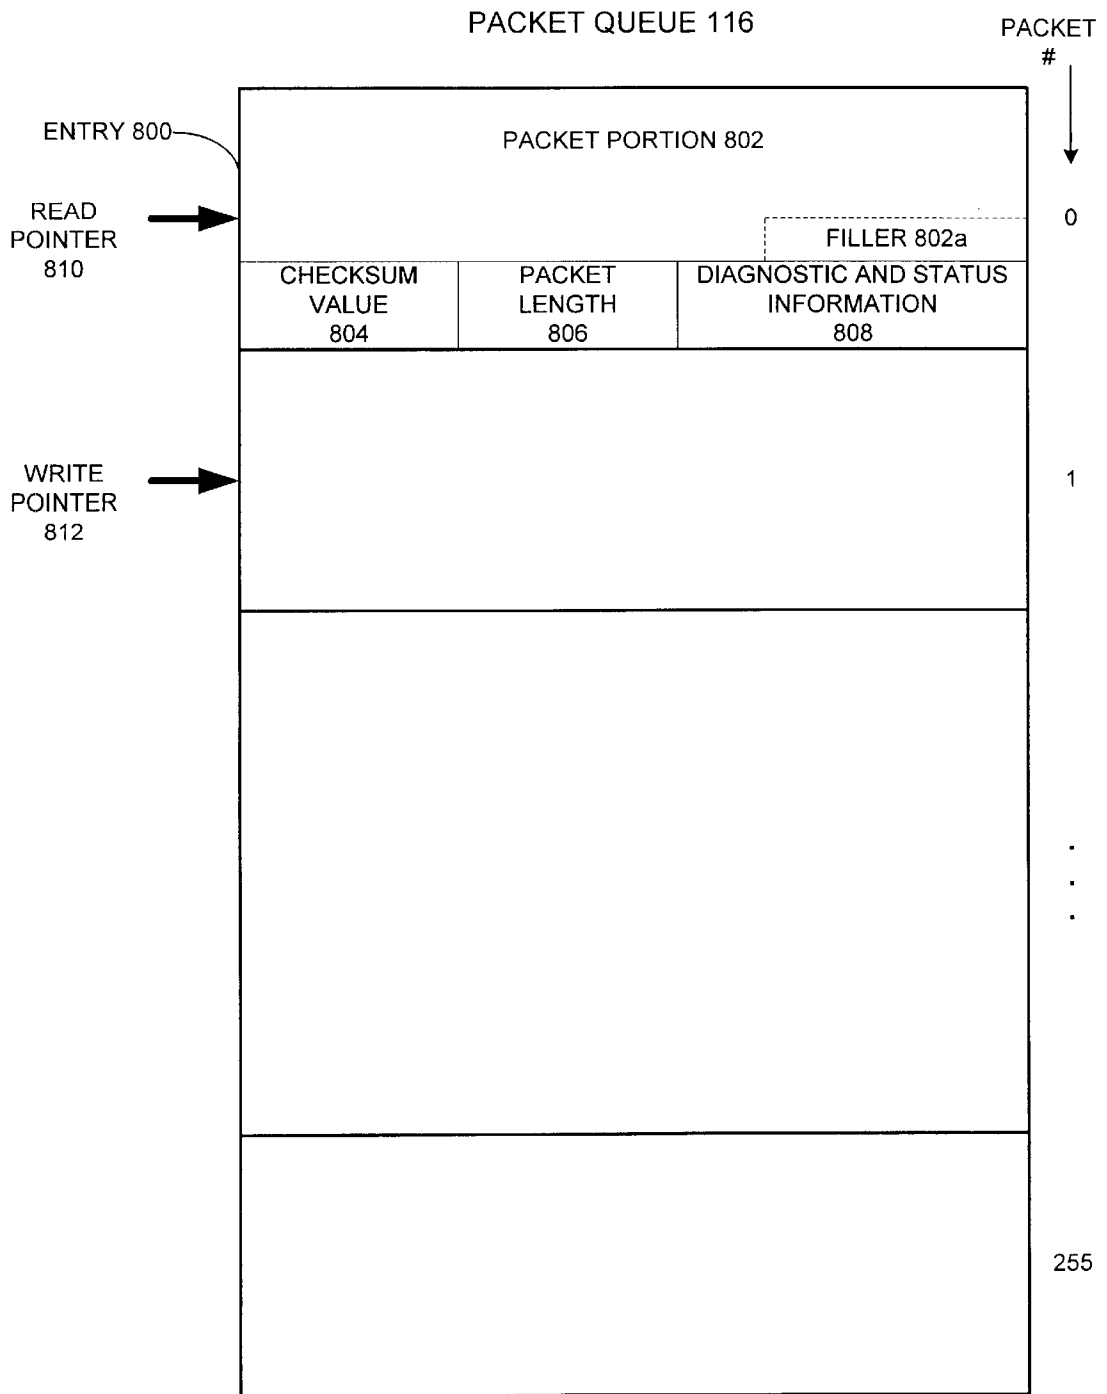 PACKET QUEUE 116
PACKET
#
ENTRY 800
PACKET PORTION 802
READ
POINTER
810
0
FILLER 802a
CHECKSUM
VALUE
804
PACKET
LENGTH
806
DIAGNOSTIC AND STATUS
INFORMATION
808
WRITE
POINTER
812
1
.
.
.
255